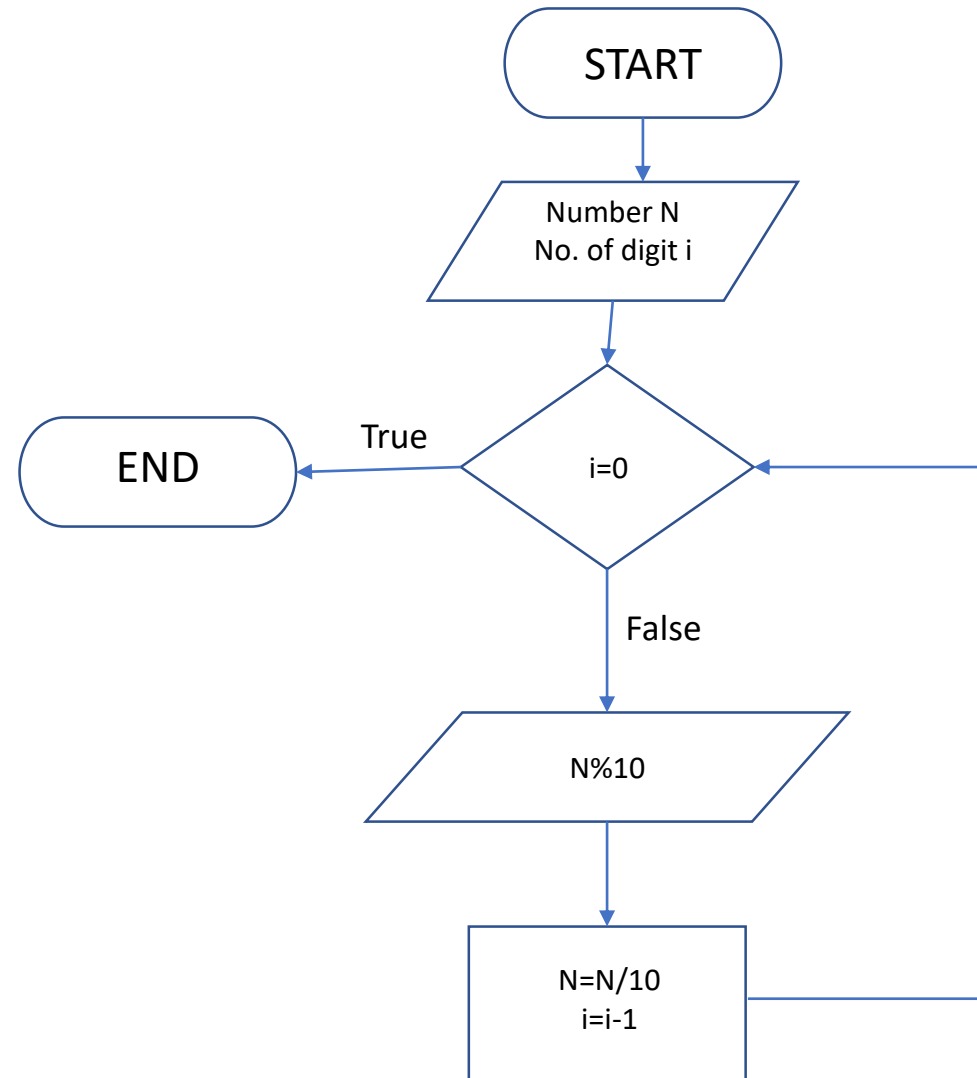 START
Number N
No. of digit i
True
END
i=0
False
N%10
N=N/10
i=i-1